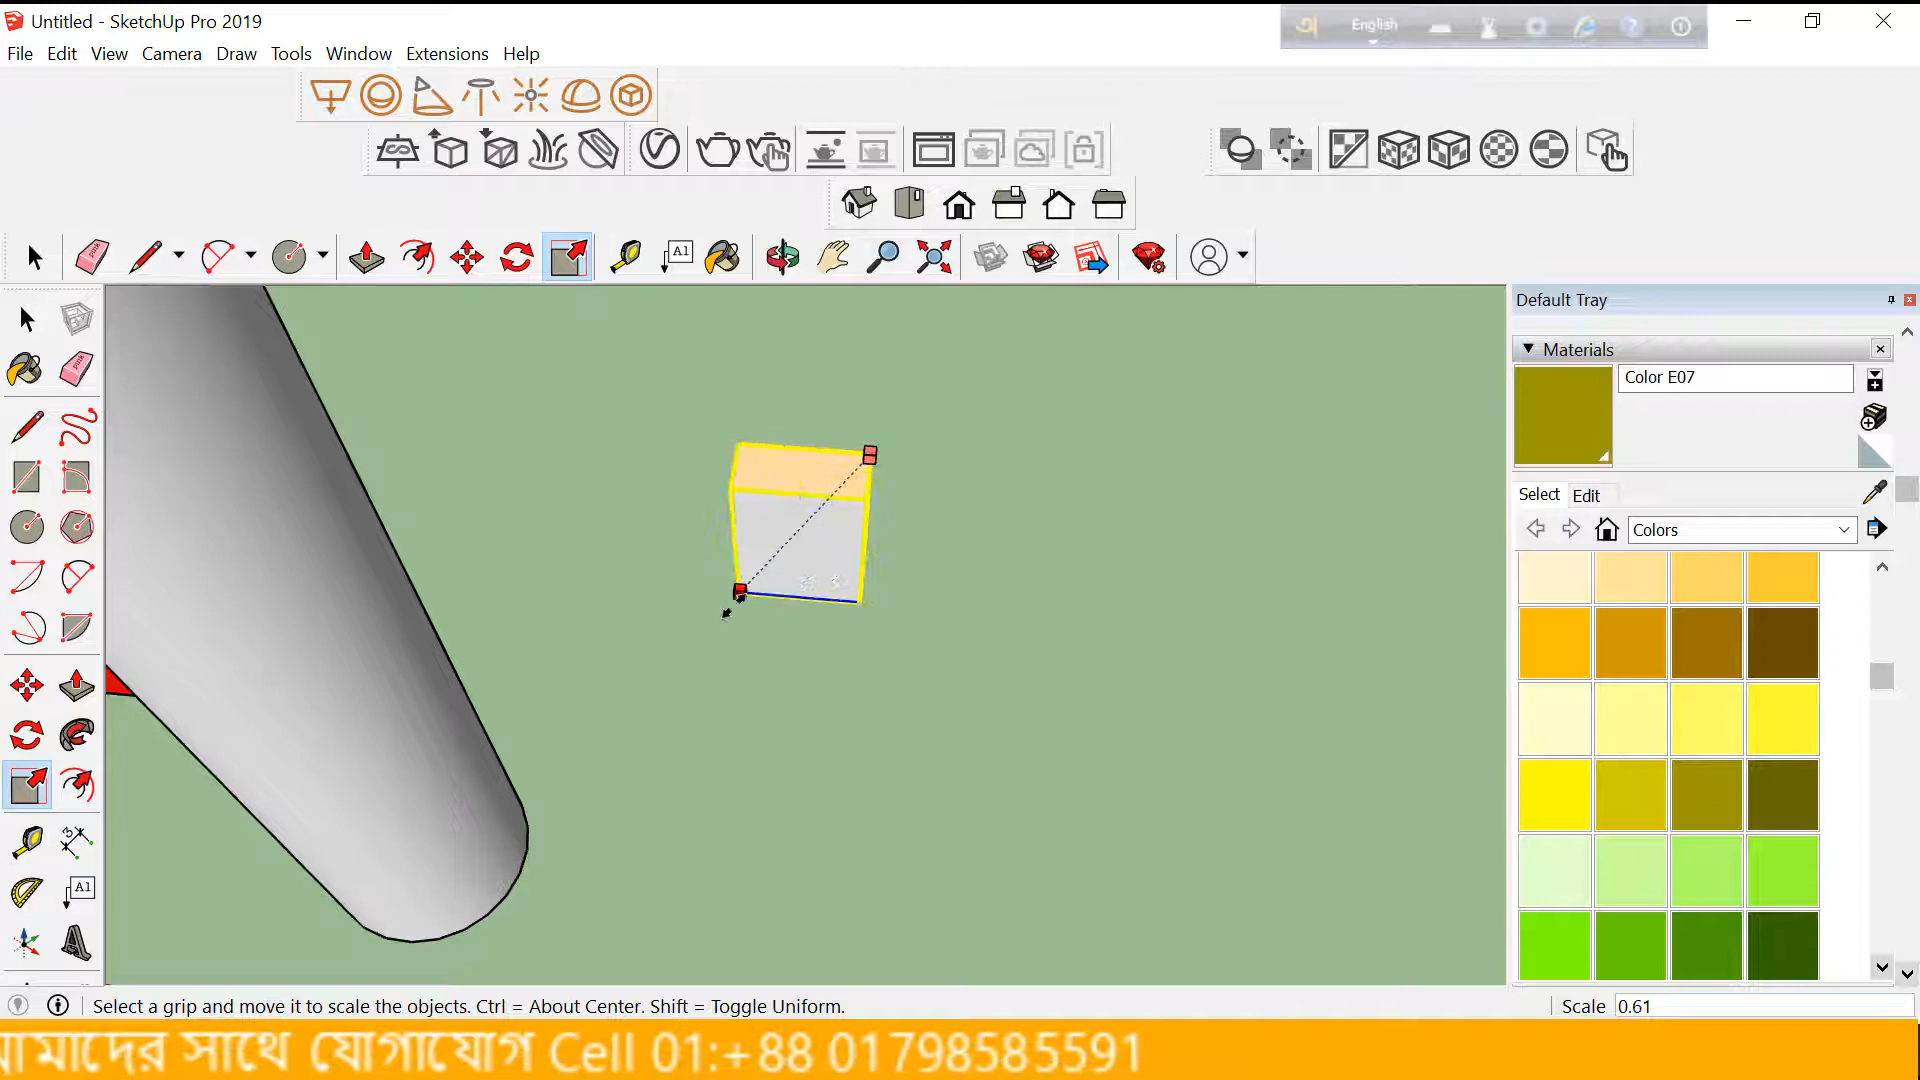 Untitled - SketchUp Pro 2019
English
File Edit View Camera Draw Tools Window Extensions Help
A1
Default Tray
Materials
Color E07
Select Edit
Colors
A1
Select a grip and move it to scale the objects. Ctrl = About Center. Shift = Toggle Uniform.
Scale 0.61
আমাদের সাথে যোগাযোগ Cell 01:+88 01798585591